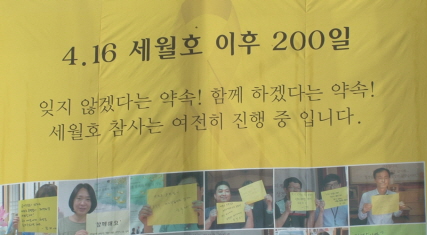 4.16 세월호 이후 200일
잊지 않겠다는 약속! 함께 하겠다는 약속!
세월호 참사는 여전히 진행 중 입니다.